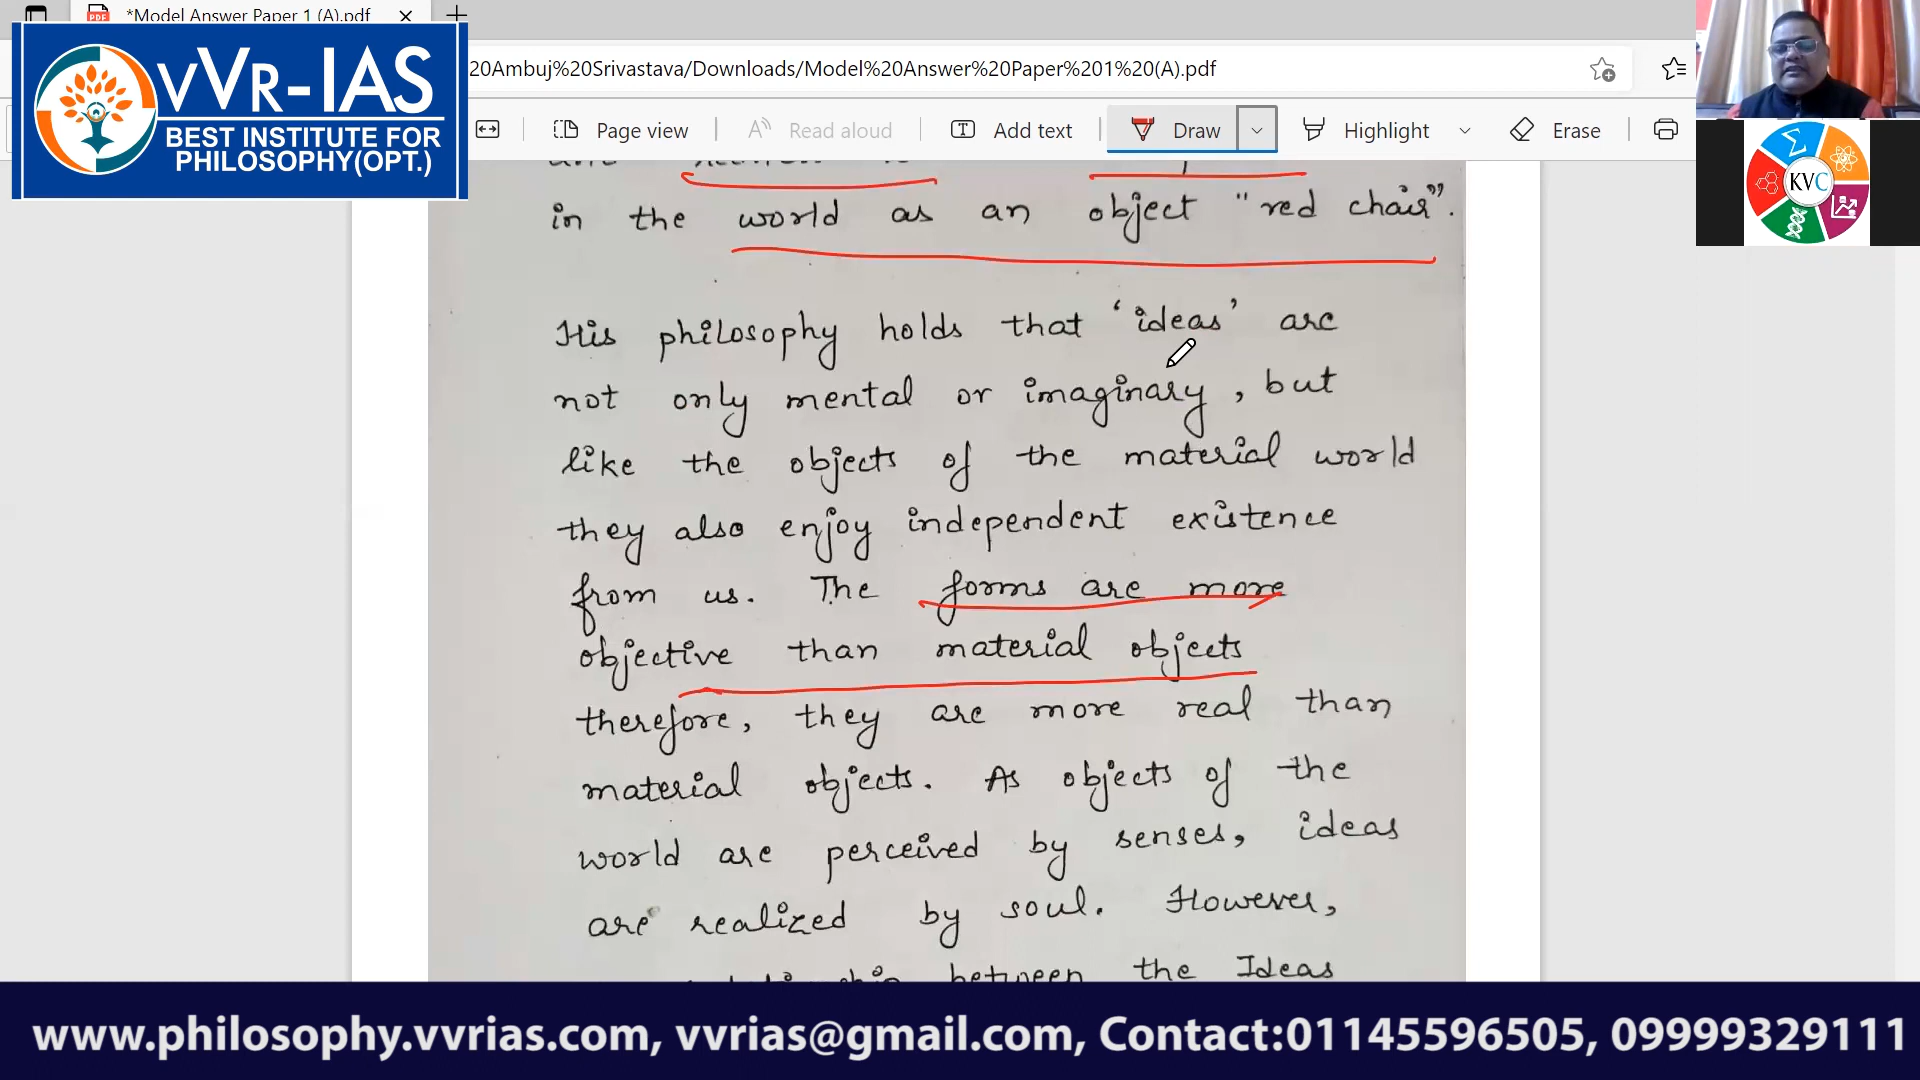 *Model Answer Paper 1 (A).pdf
vVR-IAS
BEST INSTITUTE FOR
PHILOSOPHY(OPT.)
20Ambuj%20Srivastava/Downloads/Model%20Answer%20Paper%201%20(A).pdf
Page view
Read aloud
Add text
Draw
Highlight
Erase
KVC
in the world as an object "red chair".
His philosophy holds that 'ideas' are
not only mental or imaginary, but
like the objects of the material world
they also enjoy independent existence
from us. The forms are more
objective than material objects
therefore, they are more real than
material objects. As objects of the
world are perceived by senses, ideas
are realized by soul. However,
between the Ideas
www.philosophy.vvrias.com, vvrias@gmail.com, Contact:01145596505, 09999329111